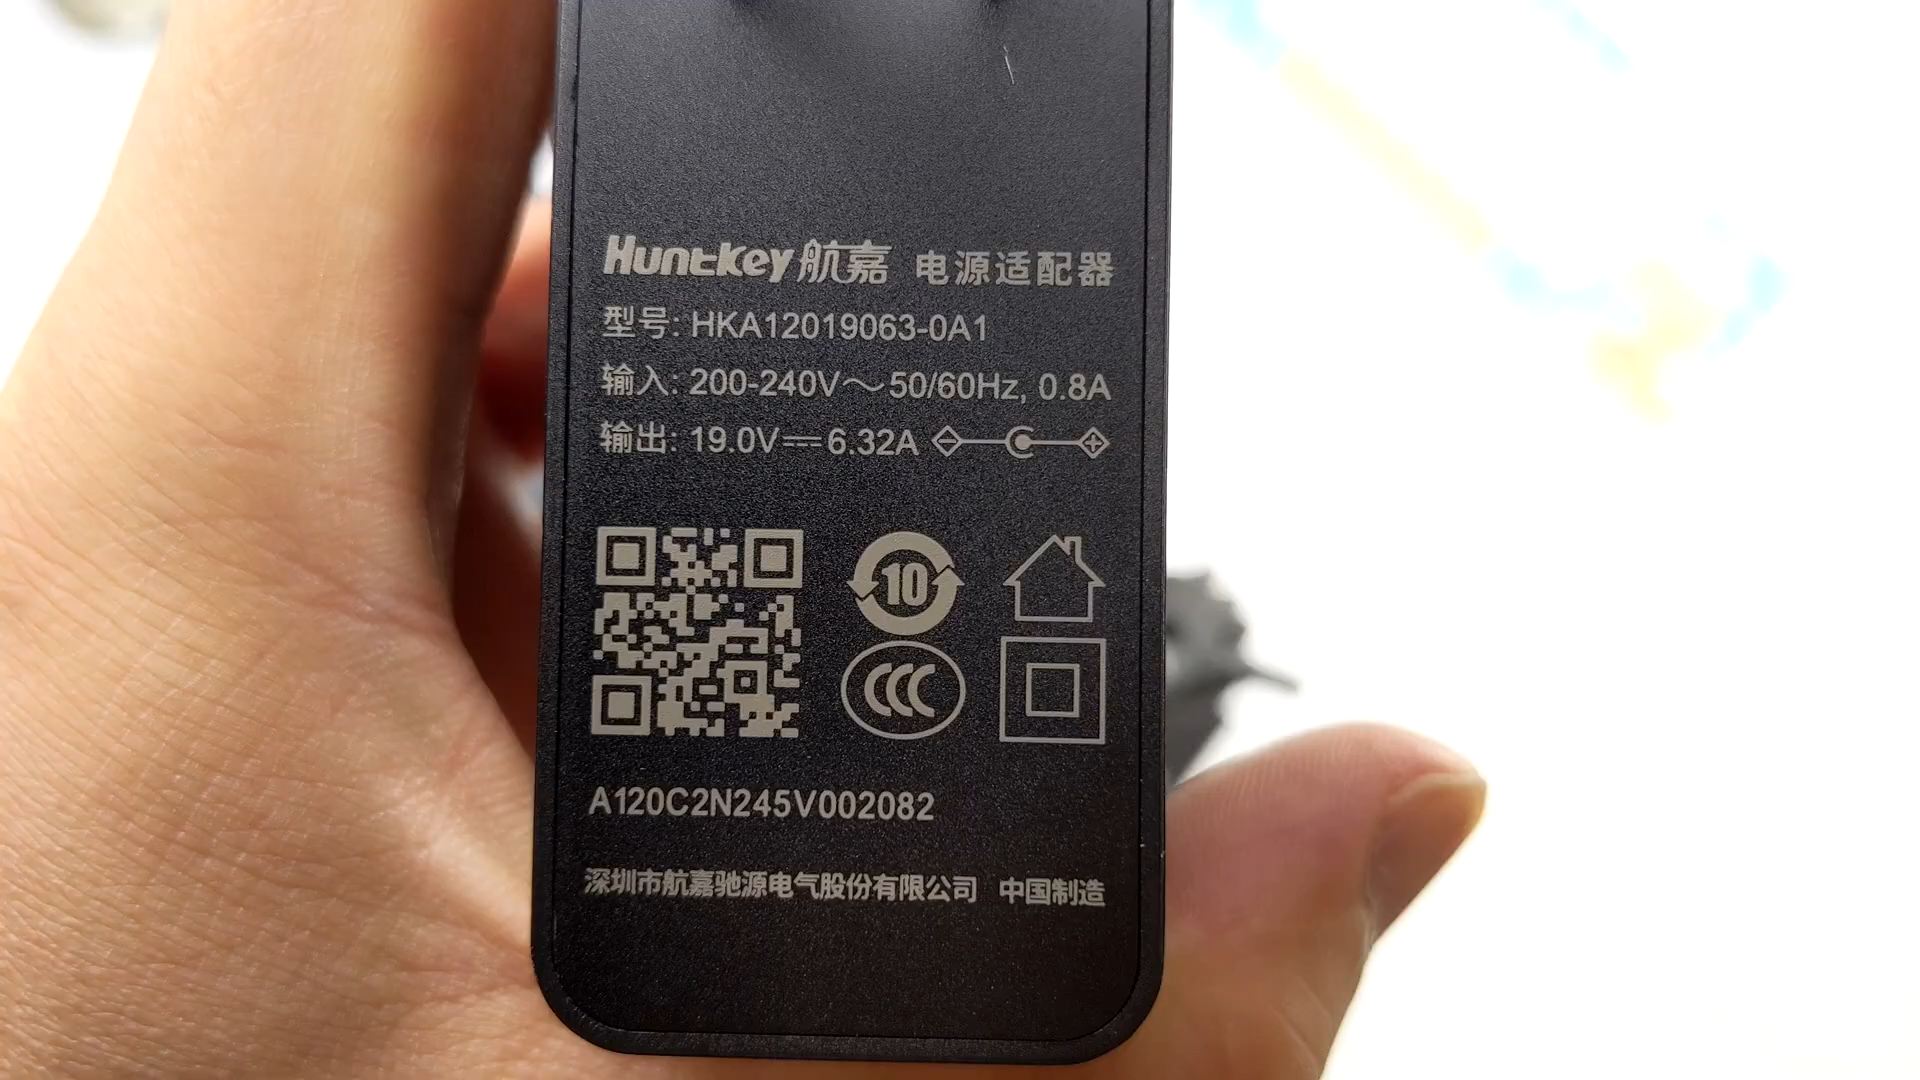 Huntkey航嘉 电源适配器
型号: HKA12019063-0A1
输入: 200-240V～50/60Hz, 0.8A
输出: 19.0V⎓6.32A
10
CCC
A120C2N245V002082
深圳市航嘉驰源电气股份有限公司 中国制造